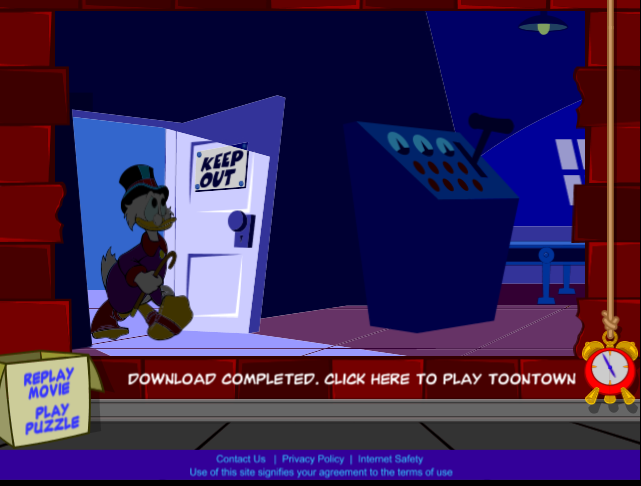 KEEP
OUT
REPLAY
MOVIE
PLAY
PUZZLE
DOWNLOAD COMPLETED. CLICK HERE TO PLAY TOONTOWN
Contact Us | Privacy Policy | Internet Safety
Use of this site signifies your agreement to the terms of use